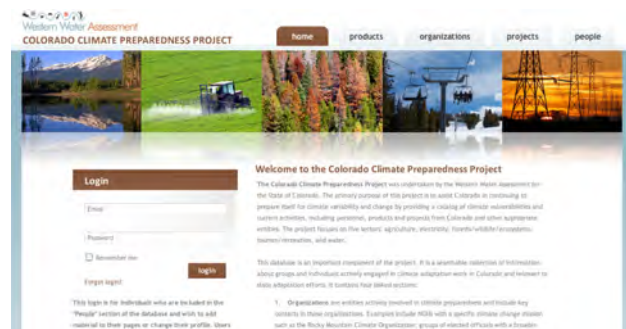 Western Water Assessment
COLORADO CLIMATE PREPAREDNESS PROJECT
home products organizations projects people
Login
Email
Password
Remember me
login
Forgot login?
This login is for individuals who are included in the
"People" section of the database and wish to add
material to their pages or change their profile. Users
Welcome to the Colorado Climate Preparedness Project
The Colorado Climate Preparedness Project was undertaken by the Western Water Assessment for
the State of Colorado. The primary purpose of this project is to assist Colorado in continuing to
prepare itself for climate variability and change by providing a catalog of climate vulnerabilities and
current activities, including personnel, products and projects from Colorado and other appropriate
entities. The project focuses on five sectors: agriculture, electricity, forests/wildlife/ecosystems,
tourism/recreation, and water.
This database is an important component of the project. It is a searchable collection of information
about groups and individuals actively engaged in climate adaptation work in Colorado and relevant to
state adaptation efforts. It contains four linked sections:
1. Organizations are entities actively involved in climate preparedness and include key
contacts in those organizations. Examples include NGOs with a specific climate change mission
such as the Rocky Mountain Climate Organization; groups of elected officials with a broader